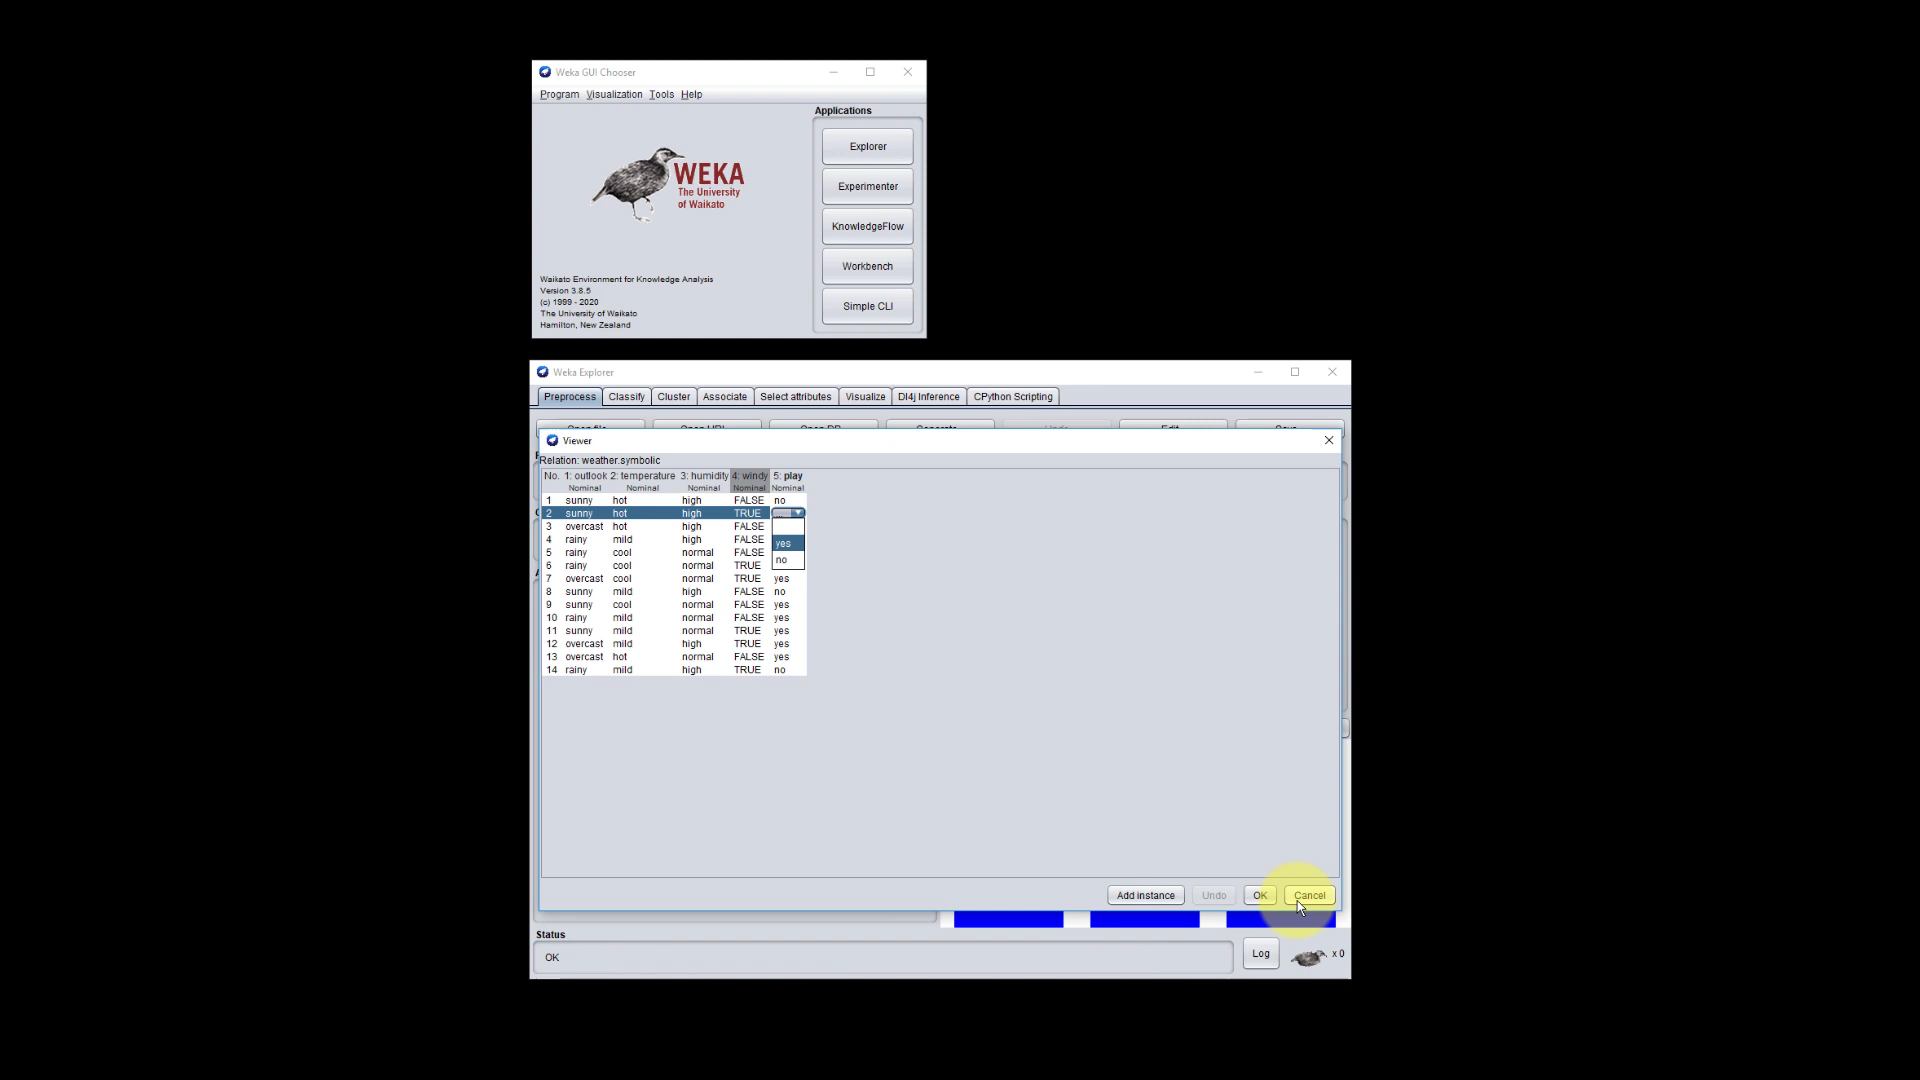 Weka GUI Chooser
Program Visualization Tools Help
Applications
Explorer
Experimenter
KnowledgeFlow
Workbench
Simple CLI
WEKA
The University
of Waikato
Waikato Environment for Knowledge Analysis
Version 3.8.5
(c) 1999 - 2020
The University of Waikato
Hamilton, New Zealand
Weka Explorer
Preprocess Classify Cluster Associate Select attributes Visualize Dl4j Inference CPython Scripting
Viewer
Relation: weather.symbolic
No. 1: outlook 2: temperature 3: humidity 4: windy 5: play
Nominal Nominal Nominal Nominal Nominal
1 sunny hot high FALSE no
2 sunny hot high TRUE ...
3 overcast hot high FALSE
4 rainy mild high FALSE yes
5 rainy cool normal FALSE
6 rainy cool normal TRUE no
7 overcast cool normal TRUE yes
8 sunny mild high FALSE no
9 sunny cool normal FALSE yes
10 rainy mild normal FALSE yes
11 sunny mild normal TRUE yes
12 overcast mild high TRUE yes
13 overcast hot normal FALSE yes
14 rainy mild high TRUE no
Add instance Undo OK Cancel
Status
OK
Log x 0